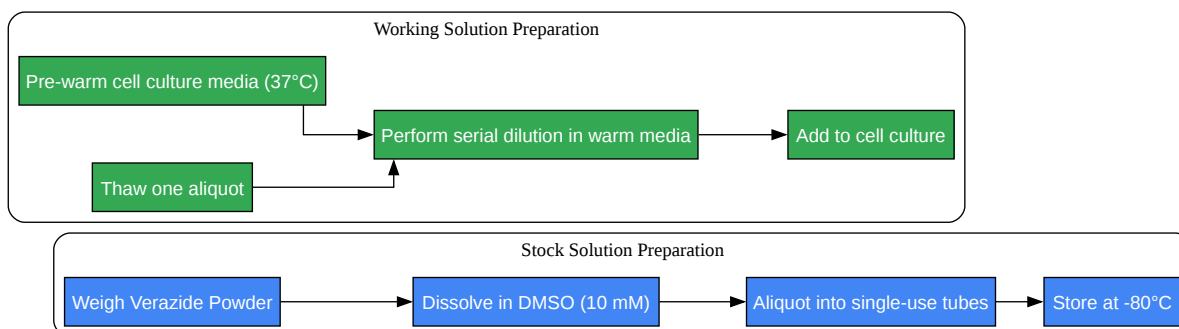 Working Solution Preparation
Pre-warm cell culture media (37°C)
Perform serial dilution in warm media
Add to cell culture
Thaw one aliquot
Stock Solution Preparation
Weigh Verazide Powder
Dissolve in DMSO (10 mM)
Aliquot into single-use tubes
Store at -80°C